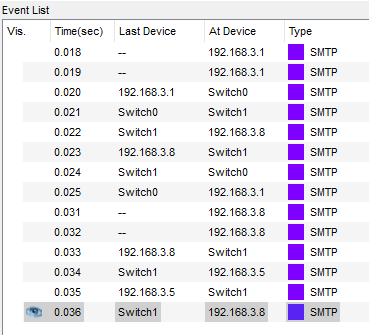 Event List
Vis. Time(sec) Last Device At Device Type
0.018 -- 192.168.3.1 SMTP
0.019 -- 192.168.3.1 SMTP
0.020 192.168.3.1 Switch0 SMTP
0.021 Switch0 Switch1 SMTP
0.022 Switch1 192.168.3.8 SMTP
0.023 192.168.3.8 Switch1 SMTP
0.024 Switch1 Switch0 SMTP
0.025 Switch0 192.168.3.1 SMTP
0.031 -- 192.168.3.8 SMTP
0.032 -- 192.168.3.8 SMTP
0.033 192.168.3.8 Switch1 SMTP
0.034 Switch1 192.168.3.5 SMTP
0.035 192.168.3.5 Switch1 SMTP
0.036 Switch1 192.168.3.8 SMTP